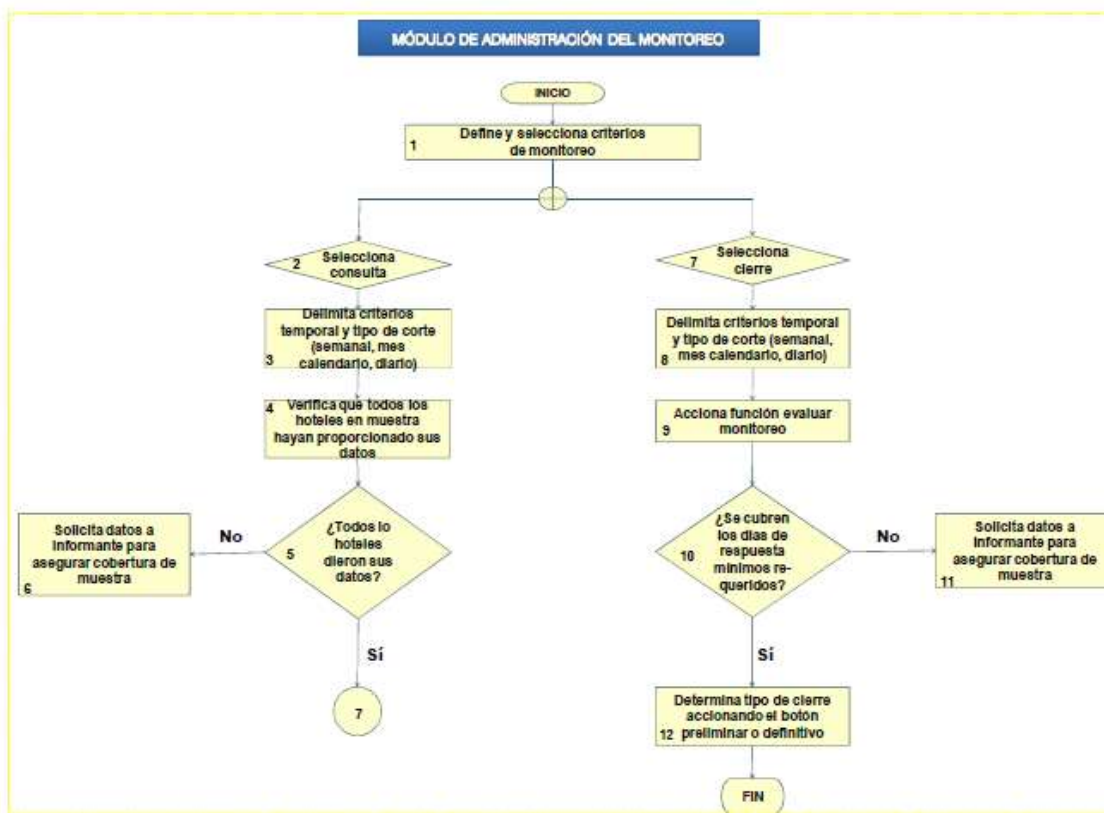 MÓDULO DE ADMINISTRACIÓN DEL MONITOREO
INICIO
1
Define y selecciona criterios
de monitoreo
2
Selecciona
consulta
3
Delimita criterios
temporal y tipo de corte
(semanal, mes
calendario, diario)
4
Verifica que todos los
hoteles en muestra
hayan proporcionado sus
datos
5
¿Todos lo
hoteles
dieron sus
datos?
No
6
Solicita datos a
informante para
asegurar cobertura de
muestra
Sí
7
7
Selecciona
cierre
8
Delimita criterios temporal
y tipo de corte (semanal,
mes calendario, diario)
9
Acciona función evaluar
monitoreo
10
¿Se cubren
los días de
respuesta
mínimos re-
queridos?
No
11
Solicita datos a
informante para
asegurar cobertura de
muestra
Sí
12
Determina tipo de cierre
accionando el botón
preliminar o definitivo
FIN